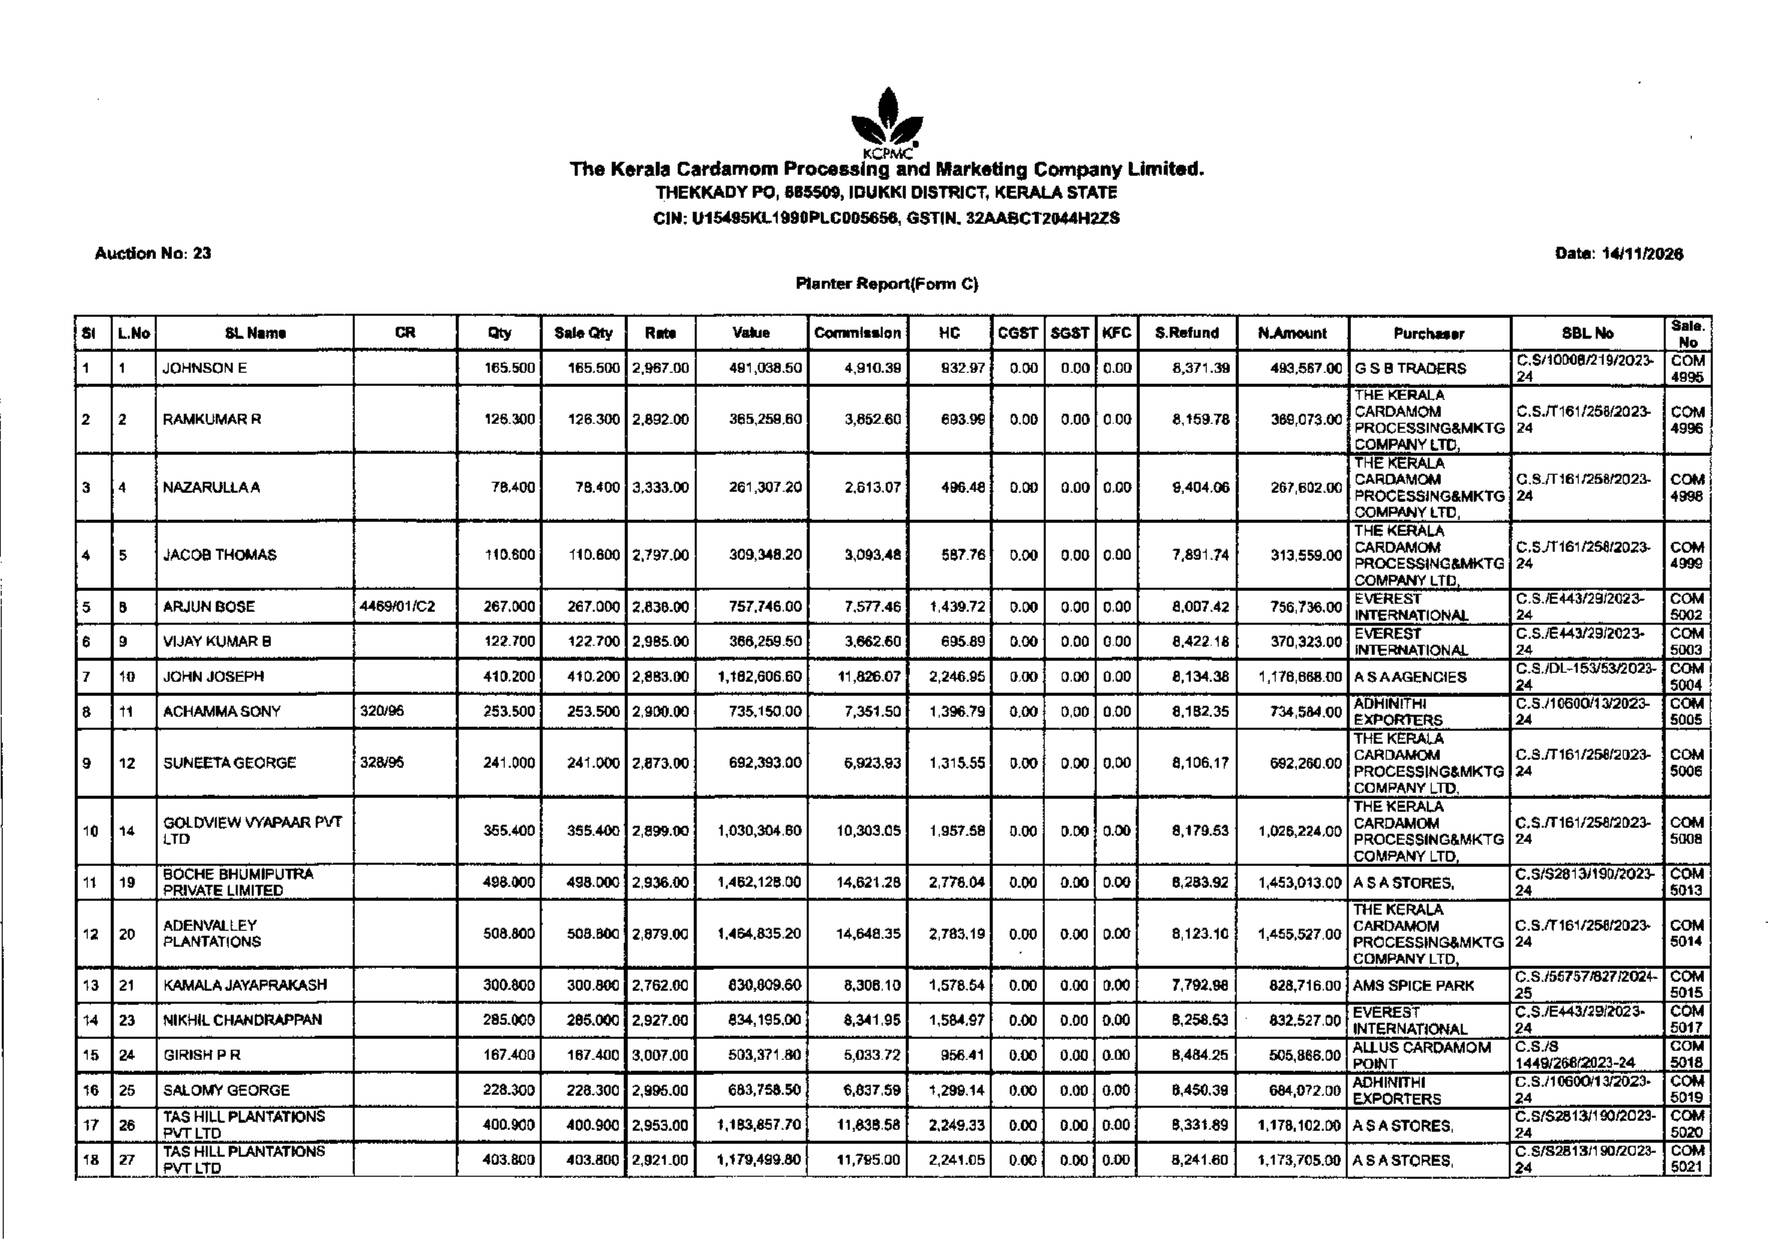 KCPMC
The Kerala Cardamom Processing and Marketing Company Limited.
THEKKADY PO, 685509, IDUKKI DISTRICT, KERALA STATE
CIN: U15495KL1990PLC005656, GSTIN. 32AABCT2044H2ZS
Auction No: 23 Date: 14/11/2026
Planter Report(Form C)
Sl L.No SL Name CR Qty Sale Qty Rate Value Commission HC CGST SGST KFC S.Refund N.Amount Purchaser SBL No Sale.
No
1 1 JOHNSON E 165.500 165.500 2,967.00 491,038.50 4,910.39 932.97 0.00 0.00 0.00 8,371.39 493,567.00 G S B TRADERS C.S/10008/219/2023- COM
24 4995
2 2 RAMKUMAR R 126.300 126.300 2,892.00 365,259.60 3,652.60 693.99 0.00 0.00 0.00 8,159.78 369,073.00 THE KERALA
CARDAMOM C.S./T161/258/2023- COM
PROCESSING&MKTG 24 4996
COMPANY LTD,
3 4 NAZARULLA A 78.400 78.400 3,333.00 261,307.20 2,613.07 496.48 0.00 0.00 0.00 9,404.06 267,602.00 THE KERALA
CARDAMOM C.S./T161/258/2023- COM
PROCESSING&MKTG 24 4998
COMPANY LTD,
4 5 JACOB THOMAS 110.600 110.600 2,797.00 309,348.20 3,093.48 587.76 0.00 0.00 0.00 7,891.74 313,559.00 THE KERALA
CARDAMOM C.S./T161/258/2023- COM
PROCESSING&MKTG 24 4999
COMPANY LTD,
5 8 ARJUN BOSE 4469/01/C2 267.000 267.000 2,838.00 757,746.00 7,577.46 1,439.72 0.00 0.00 0.00 8,007.42 756,736.00 EVEREST C.S./E443/29/2023- COM
INTERNATIONAL 24 5002
6 9 VIJAY KUMAR B 122.700 122.700 2,985.00 366,259.50 3,662.60 695.89 0.00 0.00 0.00 8,422.18 370,323.00 EVEREST C.S./E443/29/2023- COM
INTERNATIONAL 24 5003
7 10 JOHN JOSEPH 410.200 410.200 2,883.00 1,182,606.60 11,826.07 2,246.95 0.00 0.00 0.00 8,134.38 1,176,668.00 A S A AGENCIES C.S./DL-153/53/2023- COM
24 5004
8 11 ACHAMMA SONY 320/96 253.500 253.500 2,900.00 735,150.00 7,351.50 1,396.79 0.00 0.00 0.00 8,182.35 734,584.00 ADHINITHI C.S./10600/13/2023- COM
EXPORTERS 24 5005
9 12 SUNEETA GEORGE 328/96 241.000 241.000 2,873.00 692,393.00 6,923.93 1,315.55 0.00 0.00 0.00 8,106.17 692,260.00 THE KERALA
CARDAMOM C.S./T161/258/2023- COM
PROCESSING&MKTG 24 5006
COMPANY LTD,
10 14 GOLDVIEW VYAPAAR PVT 355.400 355.400 2,899.00 1,030,304.60 10,303.05 1,957.58 0.00 0.00 0.00 8,179.53 1,026,224.00 THE KERALA
LTD CARDAMOM C.S./T161/258/2023- COM
PROCESSING&MKTG 24 5008
COMPANY LTD,
11 19 BOCHE BHUMIPUTRA 498.000 498.000 2,936.00 1,462,128.00 14,621.28 2,778.04 0.00 0.00 0.00 8,283.92 1,453,013.00 A S A STORES, C.S/S2813/190/2023- COM
PRIVATE LIMITED 24 5013
12 20 ADENVALLEY 508.800 508.800 2,879.00 1,464,835.20 14,648.35 2,783.19 0.00 0.00 0.00 8,123.10 1,455,527.00 THE KERALA
PLANTATIONS CARDAMOM C.S./T161/258/2023- COM
PROCESSING&MKTG 24 5014
COMPANY LTD,
13 21 KAMALA JAYAPRAKASH 300.800 300.800 2,762.00 830,809.60 8,308.10 1,578.54 0.00 0.00 0.00 7,792.98 828,716.00 AMS SPICE PARK C.S./55757/827/2024- COM
25 5015
14 23 NIKHIL CHANDRAPPAN 285.000 285.000 2,927.00 834,195.00 8,341.95 1,584.97 0.00 0.00 0.00 8,258.53 832,527.00 EVEREST C.S./E443/29/2023- COM
INTERNATIONAL 24 5017
15 24 GIRISH P R 167.400 167.400 3,007.00 503,371.80 5,033.72 956.41 0.00 0.00 0.00 8,484.25 505,866.00 ALLUS CARDAMOM C.S./S COM
POINT 1449/268/2023-24 5018
16 25 SALOMY GEORGE 228.300 228.300 2,995.00 683,758.50 6,837.59 1,299.14 0.00 0.00 0.00 8,450.39 684,072.00 ADHINITHI C.S./10600/13/2023- COM
EXPORTERS 24 5019
17 26 TAS HILL PLANTATIONS 400.900 400.900 2,953.00 1,183,857.70 11,838.58 2,249.33 0.00 0.00 0.00 8,331.89 1,178,102.00 A S A STORES, C.S/S2813/190/2023- COM
PVT LTD 24 5020
18 27 TAS HILL PLANTATIONS 403.800 403.800 2,921.00 1,179,499.80 11,795.00 2,241.05 0.00 0.00 0.00 8,241.60 1,173,705.00 A S A STORES, C.S/S2813/190/2023- COM
PVT LTD 24 5021